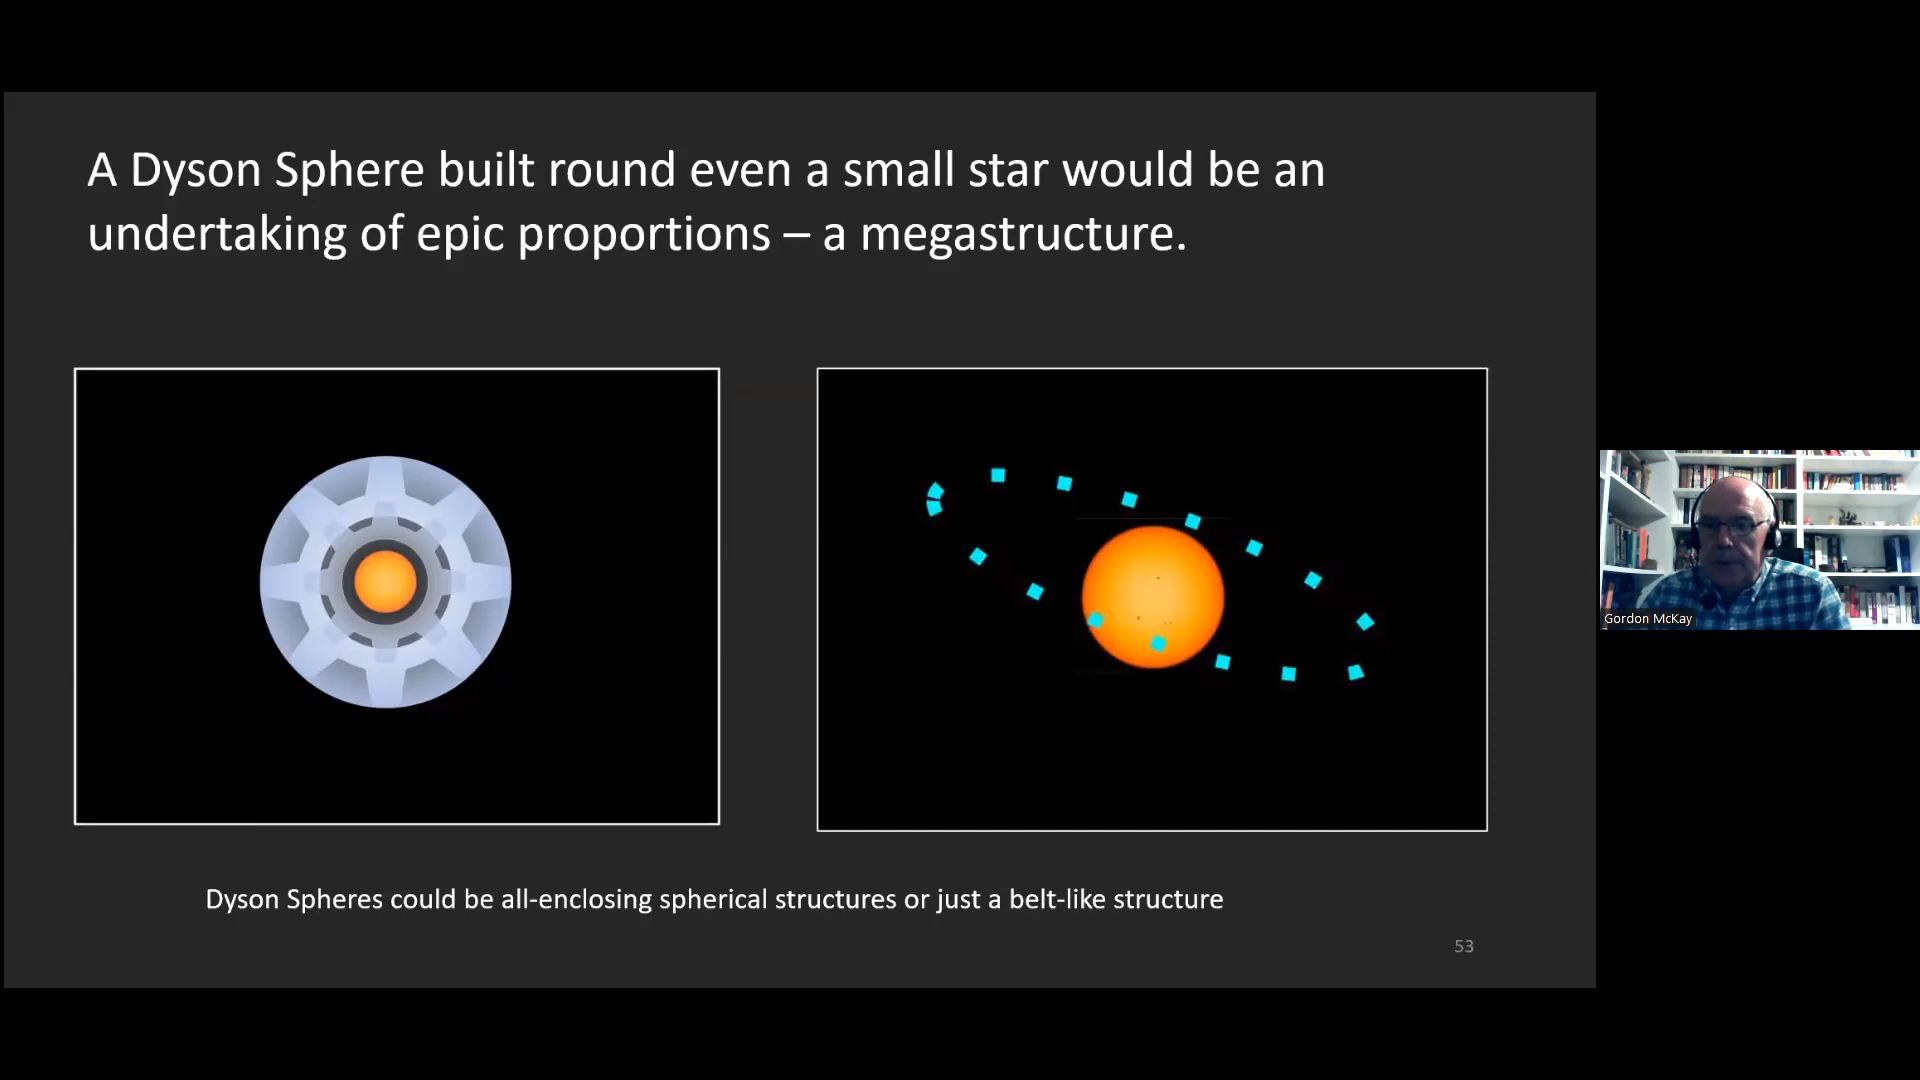 A Dyson Sphere built round even a small star would be an
undertaking of epic proportions – a megastructure.
Dyson Spheres could be all-enclosing spherical structures or just a belt-like structure
53
Gordon McKay